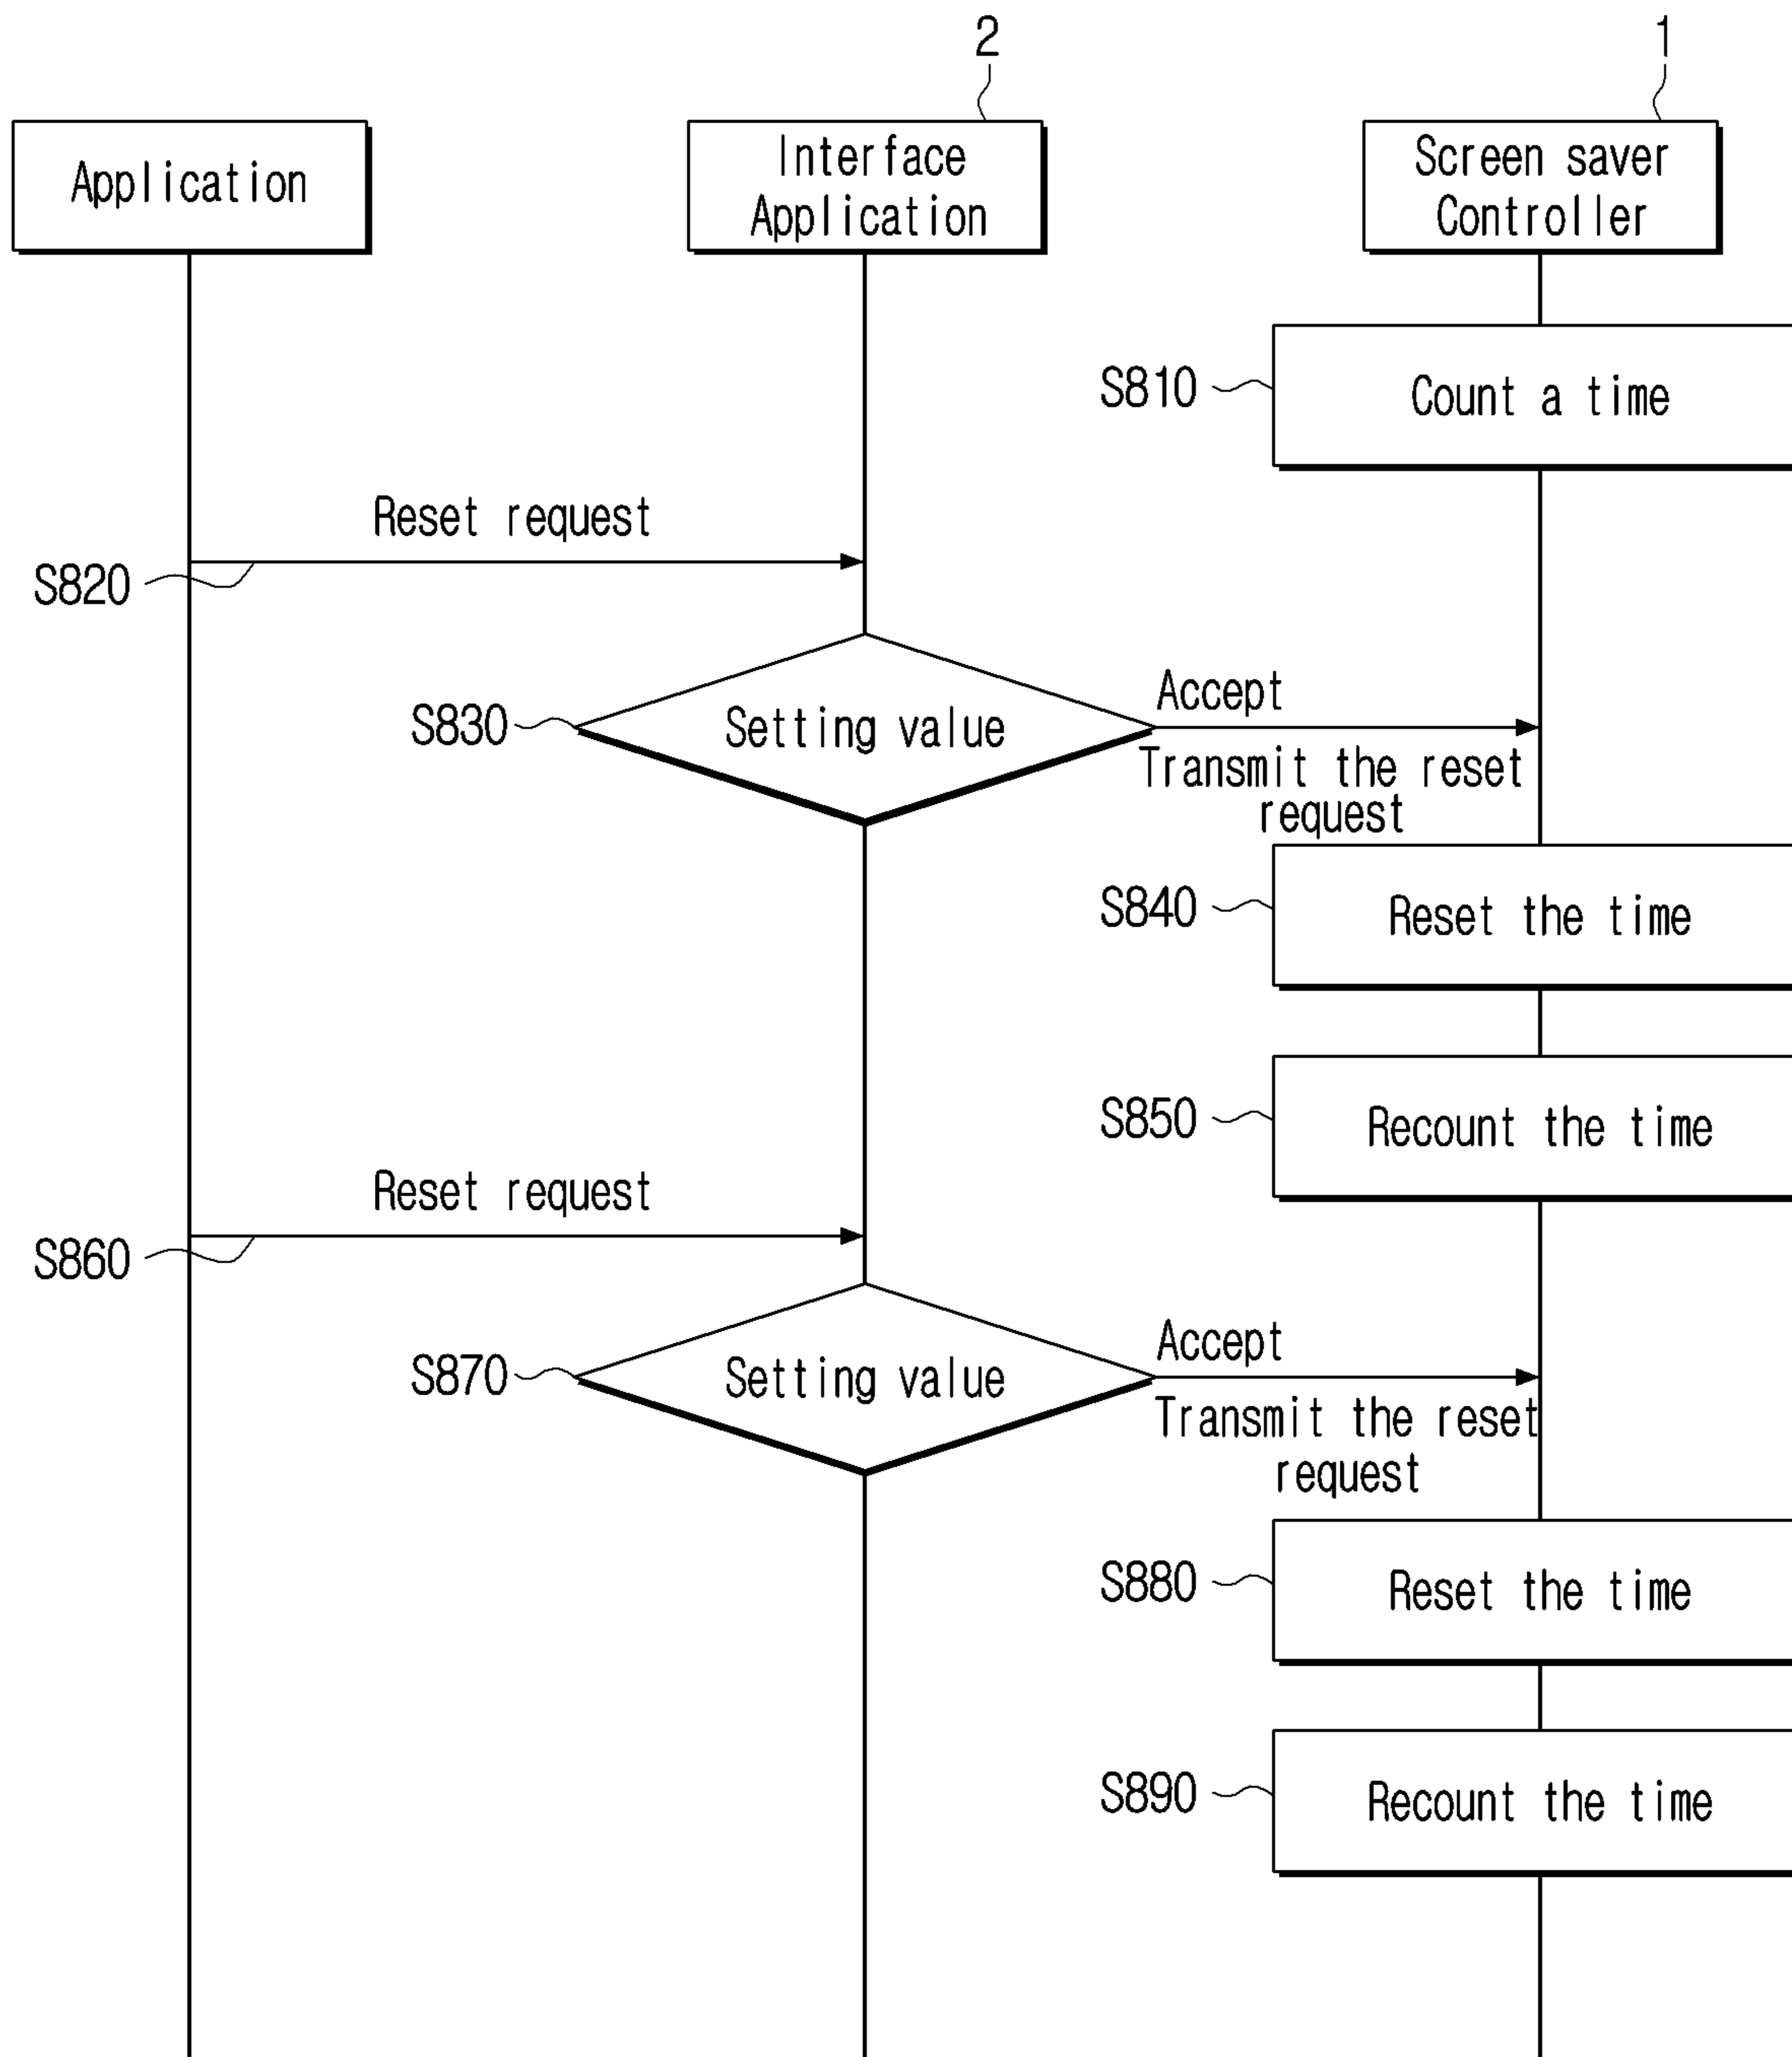 2
1
Application
Interface
Application
Screen saver
Controller
S810
Count a time
Reset request
S820
S830
Setting value
Accept
Transmit the reset
request
S840
Reset the time
S850
Recount the time
Reset request
S860
S870
Setting value
Accept
Transmit the reset
request
S880
Reset the time
S890
Recount the time